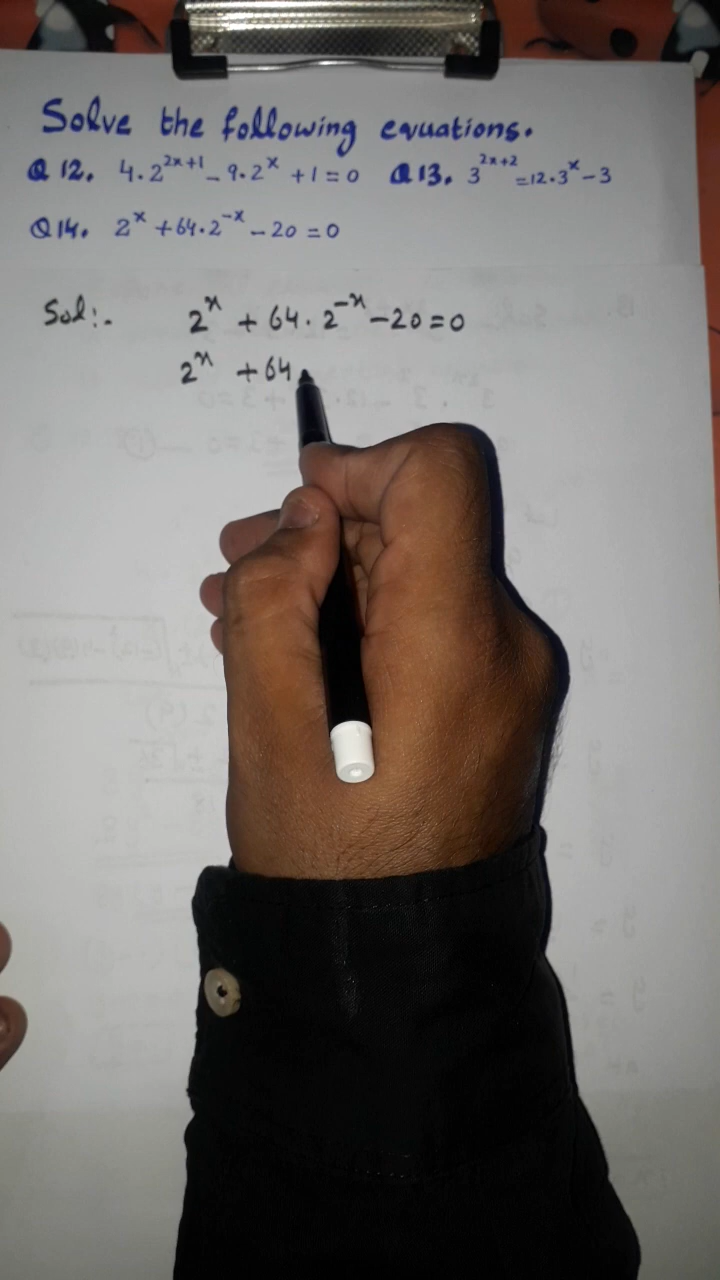 Solve the following equations.
Q 12. 4.2^{2x+1} - 9.2^x + 1 = 0 Q 13. 3^{2x+2} = 12.3^x - 3
Q 14. 2^x + 64.2^{-x} - 20 = 0
Sol:- 2^x + 64.2^{-x} - 20 = 0
2^x + 64